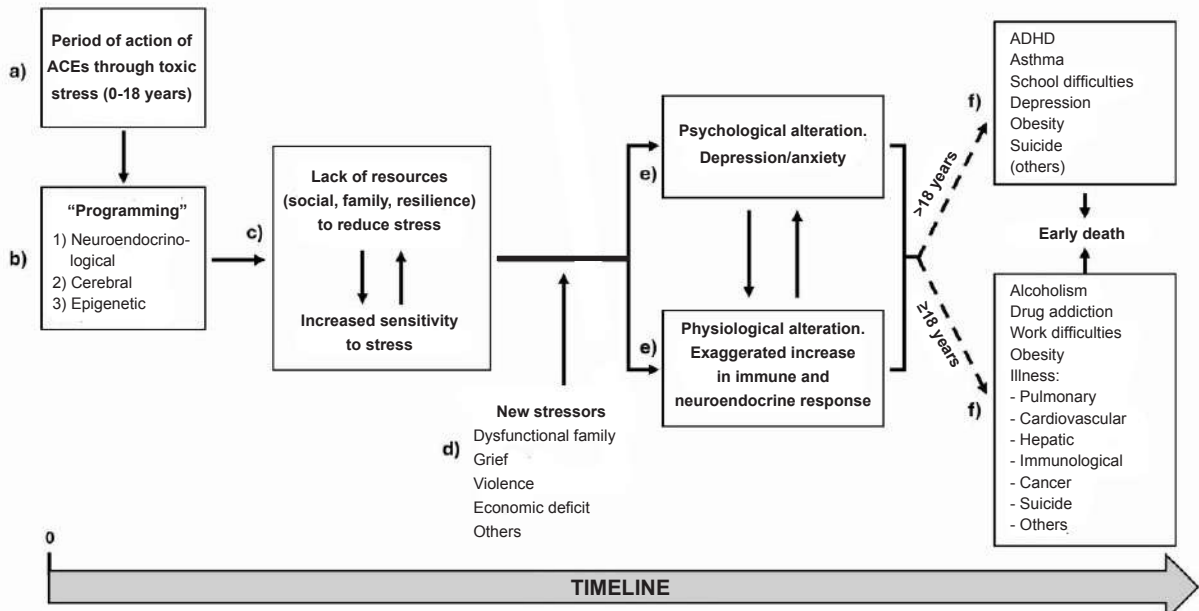 a)
Period of action of
ACEs through toxic
stress (0-18 years)
b)
“Programming”
1) Neuroendocrino-
logical
2) Cerebral
3) Epigenetic
c)
Lack of resources
(social, family, resilience)
to reduce stress
Increased sensitivity
to stress
d)
New stressors
Dysfunctional family
Grief
Violence
Economic deficit
Others
e)
Psychological alteration.
Depression/anxiety
e)
Physiological alteration.
Exaggerated increase
in immune and
neuroendocrine response
>18 years
≥18 years
f)
ADHD
Asthma
School difficulties
Depression
Obesity
Suicide
(others)
Early death
f)
Alcoholism
Drug addiction
Work difficulties
Obesity
Illness:
- Pulmonary
- Cardiovascular
- Hepatic
- Immunological
- Cancer
- Suicide
- Others
0
TIMELINE